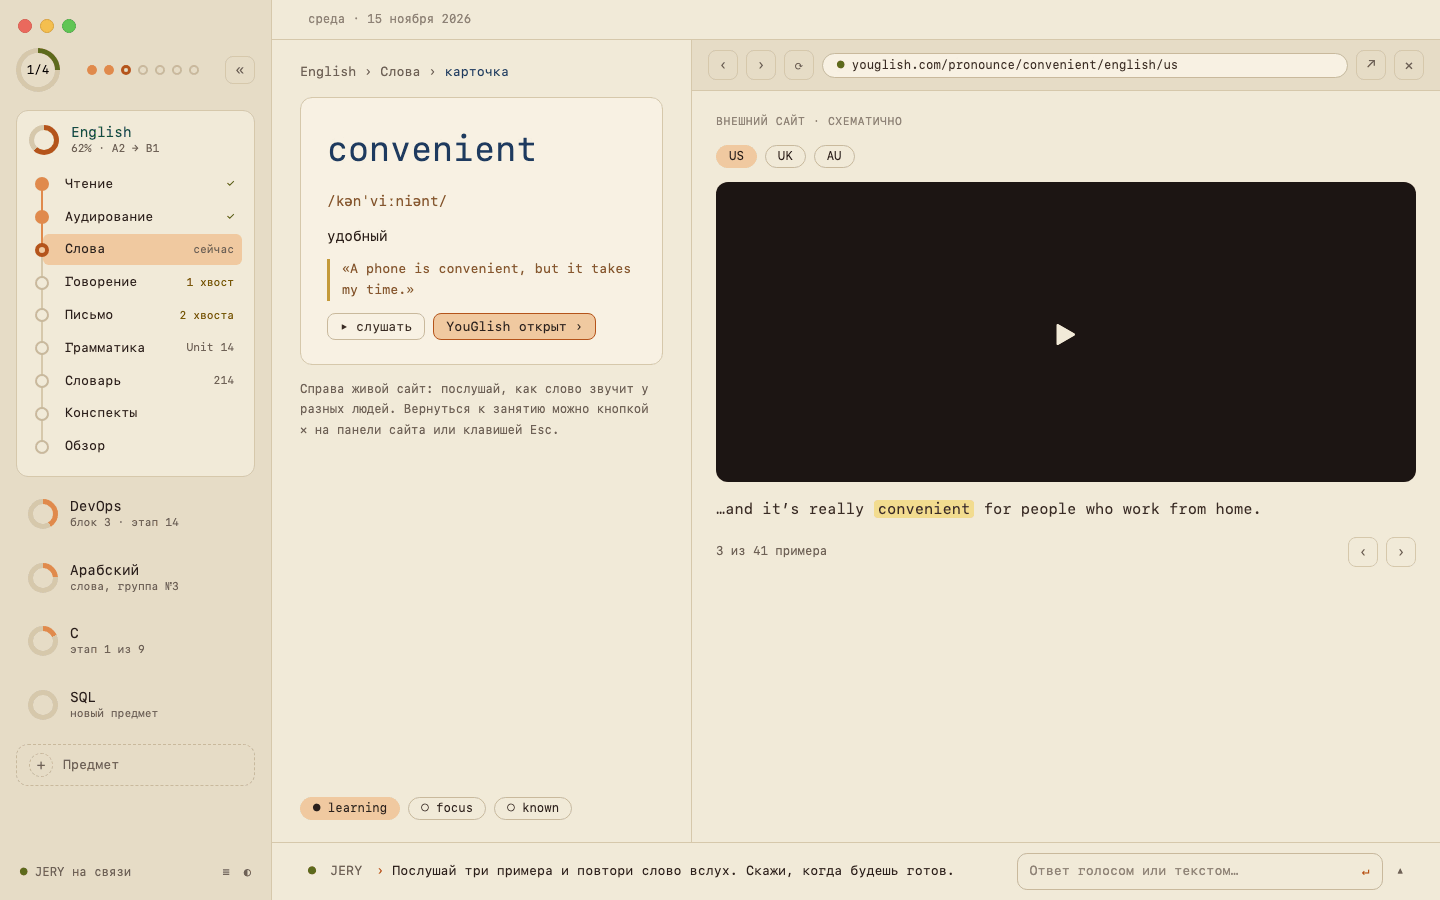 1/4
«
English
62% · A2 → B1
Чтение ✓
Аудирование ✓
Слова сейчас
Говорение 1 хвост
Письмо 2 хвоста
Грамматика Unit 14
Словарь 214
Конспекты
Обзор
DevOps
блок 3 · этап 14
Арабский
слова, группа №3
C
этап 1 из 9
SQL
новый предмет
+ Предмет
JERY на связи
среда · 15 ноября 2026
English › Слова › карточка
convenient
/kənˈviːniənt/
удобный
«A phone is convenient, but it takes
my time.»
▸ слушать
YouGlish открыт ›
Справа живой сайт: послушай, как слово звучит у
разных людей. Вернуться к занятию можно кнопкой
× на панели сайта или клавишей Esc.
learning
focus
known
youglish.com/pronounce/convenient/english/us
ВНЕШНИЙ САЙТ · СХЕМАТИЧНО
US UK AU
…and it’s really convenient for people who work from home.
3 из 41 примера
JERY › Послушай три примера и повтори слово вслух. Скажи, когда будешь готов.
Ответ голосом или текстом…